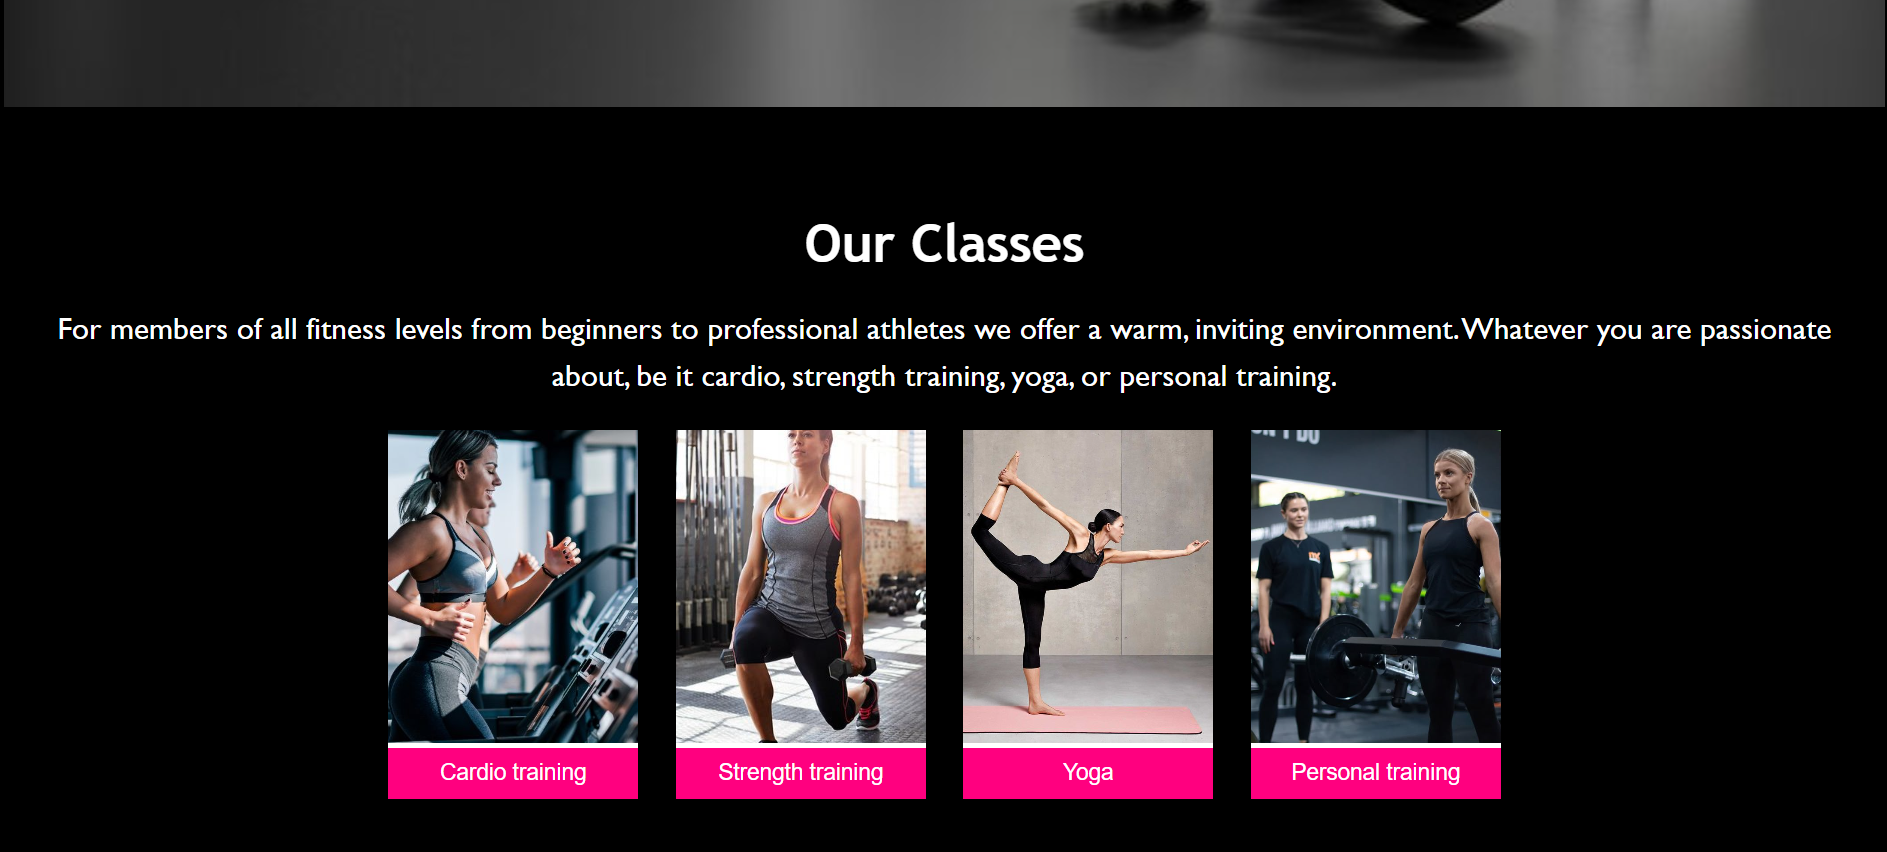 Our Classes
For members of all fitness levels from beginners to professional athletes we offer a warm, inviting environment. Whatever you are passionate
about, be it cardio, strength training, yoga, or personal training.
Cardio training
Strength training
Yoga
Personal training